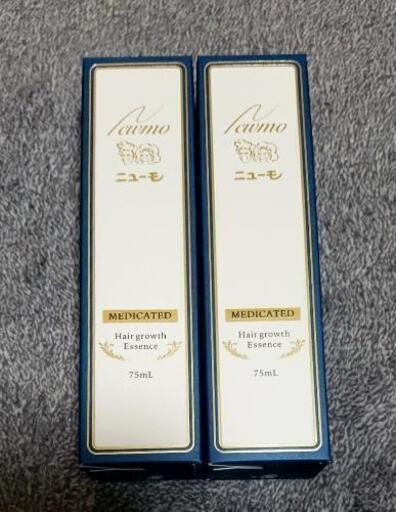 Newmo
ニューモ
MEDICATED
Hair growth
Essence
75mL
Newmo
ニューモ
MEDICATED
Hair growth
Essence
75mL